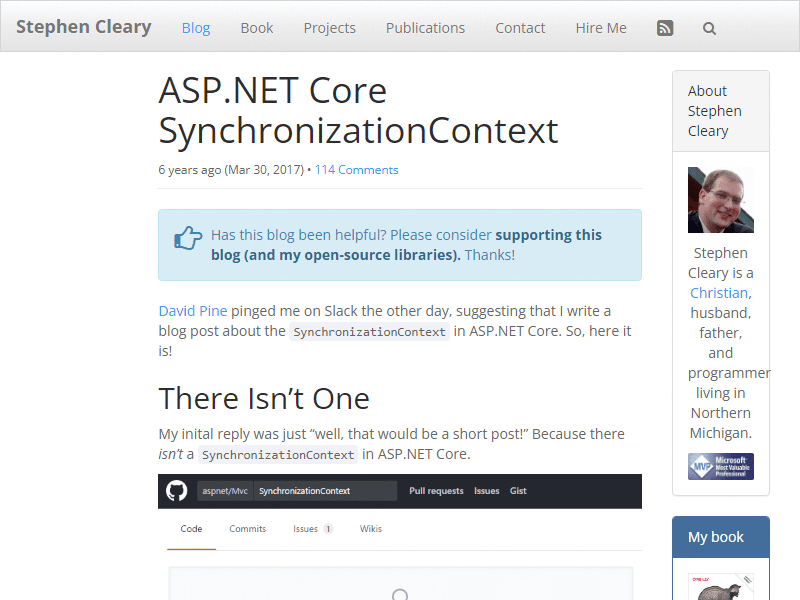 Stephen Cleary Blog Book Projects Publications Contact Hire Me
ASP.NET Core
SynchronizationContext
6 years ago (Mar 30, 2017) • 114 Comments
Has this blog been helpful? Please consider supporting this
blog (and my open-source libraries). Thanks!
David Pine pinged me on Slack the other day, suggesting that I write a
blog post about the SynchronizationContext in ASP.NET Core. So, here it
is!
There Isn’t One
My inital reply was just “well, that would be a short post!” Because there
isn’t a SynchronizationContext in ASP.NET Core.
aspnet/Mvc SynchronizationContext Pull requests Issues Gist
Code Commits Issues 1 Wikis
About
Stephen
Cleary
Stephen
Cleary is a
Christian,
husband,
father,
and
programmer
living in
Northern
Michigan.
MVP Microsoft
Most Valuable
Professional
My book
O'REILLY